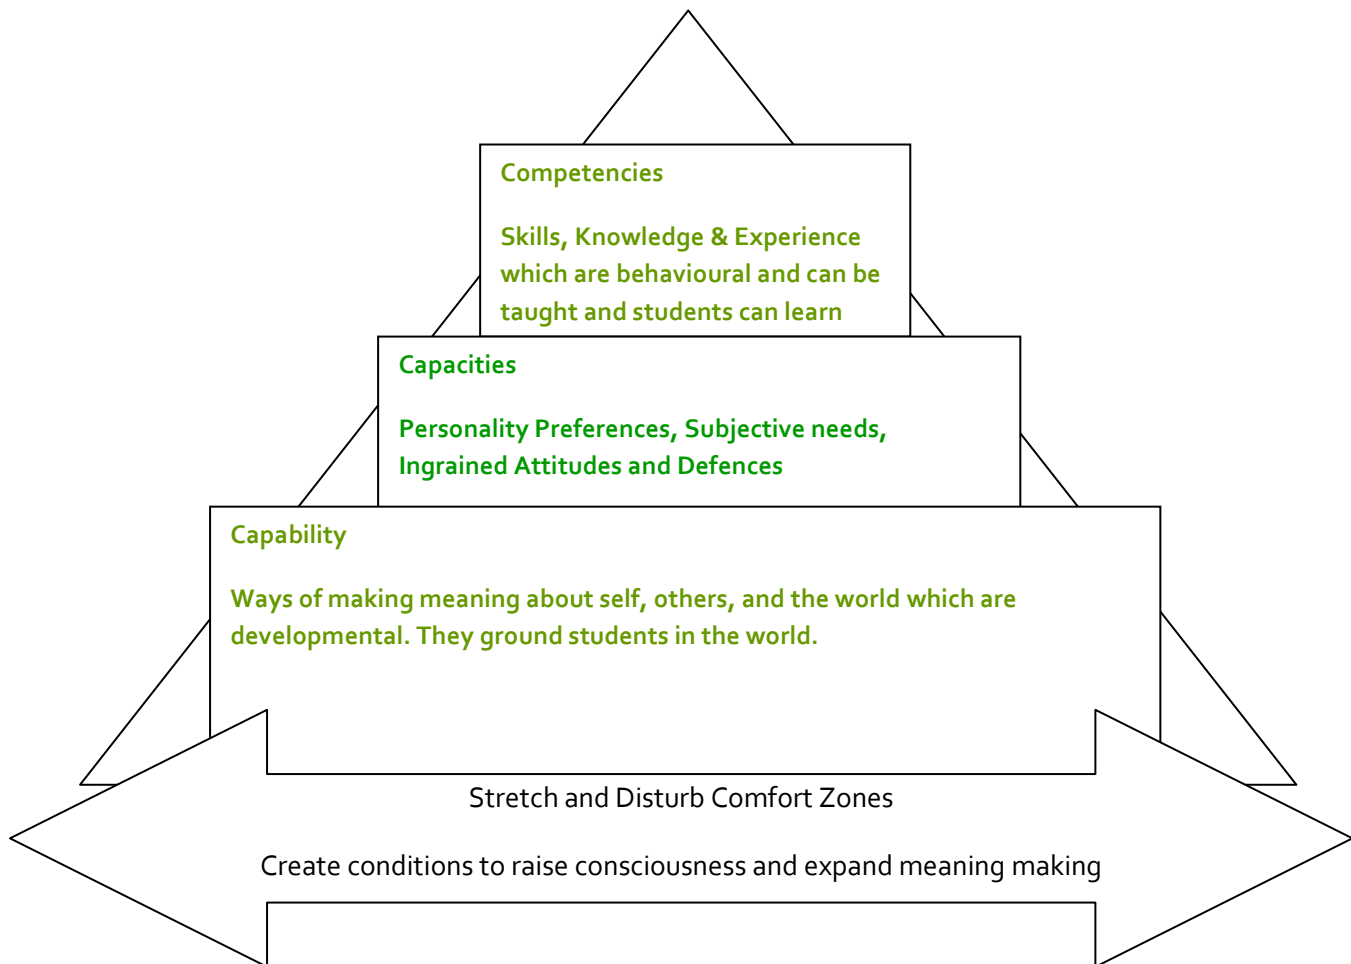 Competencies
Skills, Knowledge & Experience
which are behavioural and can be
taught and students can learn
Capacities
Personality Preferences, Subjective needs,
Ingrained Attitudes and Defences
Capability
Ways of making meaning about self, others, and the world which are
developmental. They ground students in the world.
Stretch and Disturb Comfort Zones
Create conditions to raise consciousness and expand meaning making